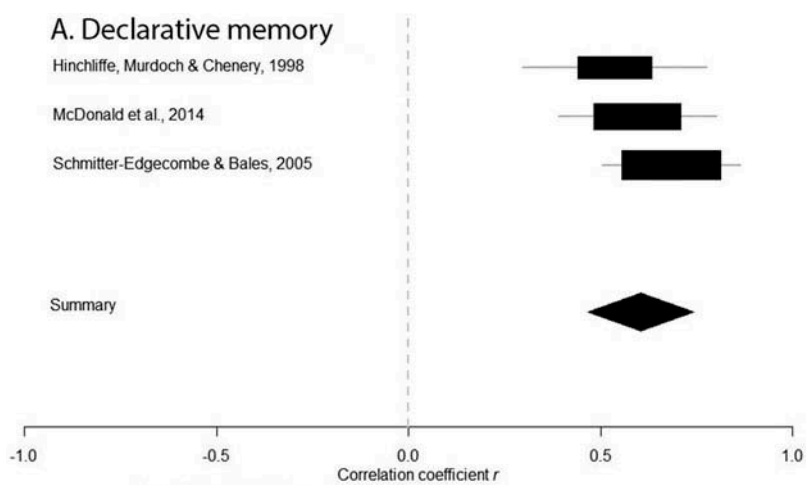 A. Declarative memory
Hinchliffe, Murdoch & Chenery, 1998
McDonald et al., 2014
Schmitter-Edgecombe & Bales, 2005
Summary
-1.0 -0.5 0.0 0.5 1.0
Correlation coefficient r